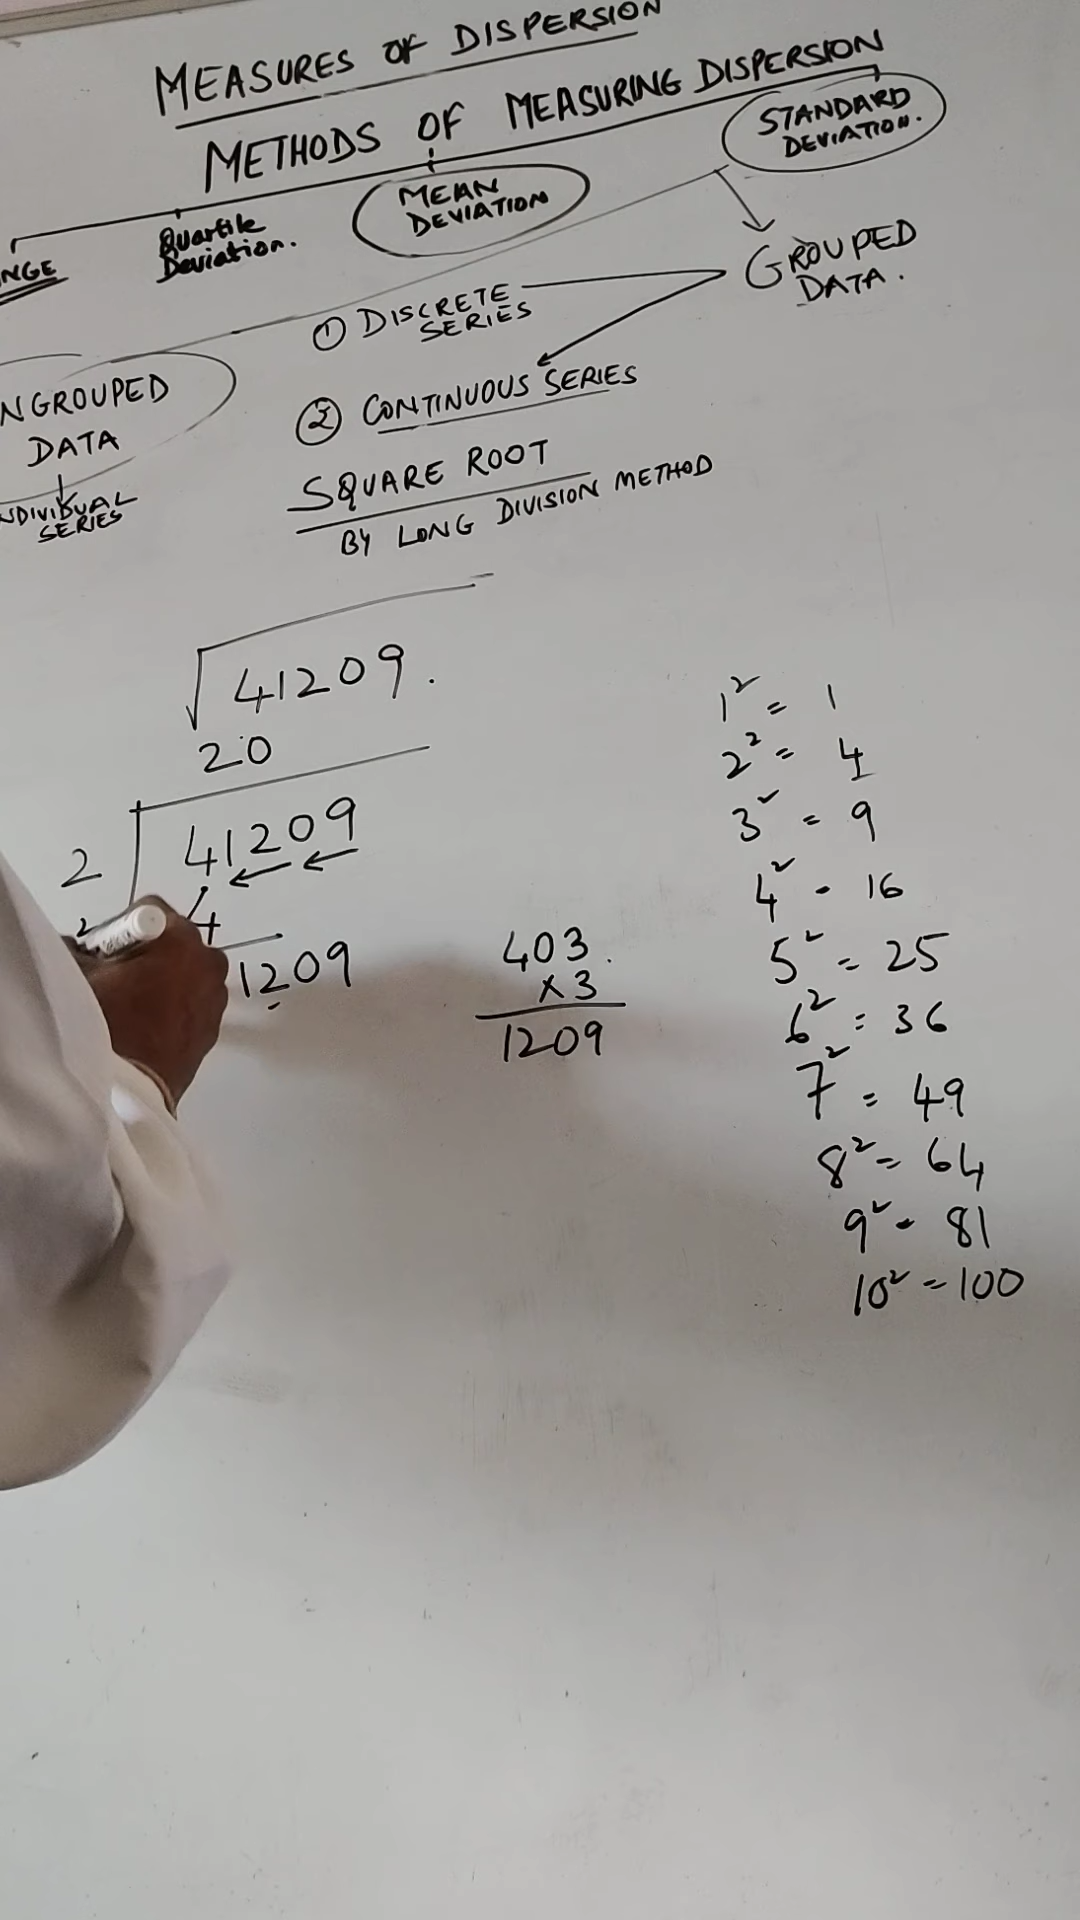 MEASURES OF DISPERSION
METHODS OF MEASURING DISPERSION
NGE
Quartile
Deviation.
MEAN
DEVIATION
STANDARD
DEVIATION.
GROUPED
DATA.
① DISCRETE
SERIES
② CONTINUOUS SERIES
NGROUPED
DATA
NDIVIDUAL
SERIES
SQUARE ROOT
BY LONG DIVISION METHOD
√41209.
20
2 41209
4
1209
403.
×3
1209
1² = 1
2² = 4
3² = 9
4² = 16
5² = 25
6² = 36
7² = 49
8² = 64
9² = 81
10² = 100